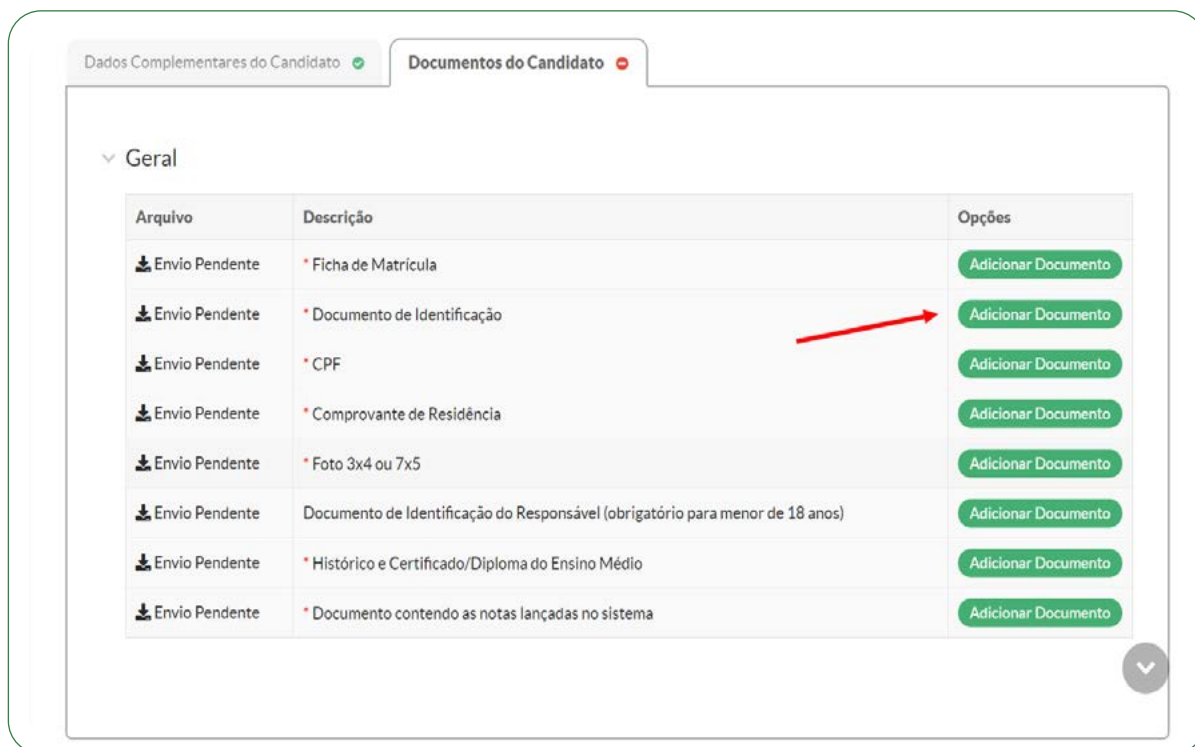 Dados Complementares do Candidato
Documentos do Candidato
Geral
Arquivo Descrição Opções
Envio Pendente * Ficha de Matrícula Adicionar Documento
Envio Pendente * Documento de Identificação Adicionar Documento
Envio Pendente * CPF Adicionar Documento
Envio Pendente * Comprovante de Residência Adicionar Documento
Envio Pendente * Foto 3x4 ou 7x5 Adicionar Documento
Envio Pendente Documento de Identificação do Responsável (obrigatório para menor de 18 anos) Adicionar Documento
Envio Pendente * Histórico e Certificado/Diploma do Ensino Médio Adicionar Documento
Envio Pendente * Documento contendo as notas lançadas no sistema Adicionar Documento